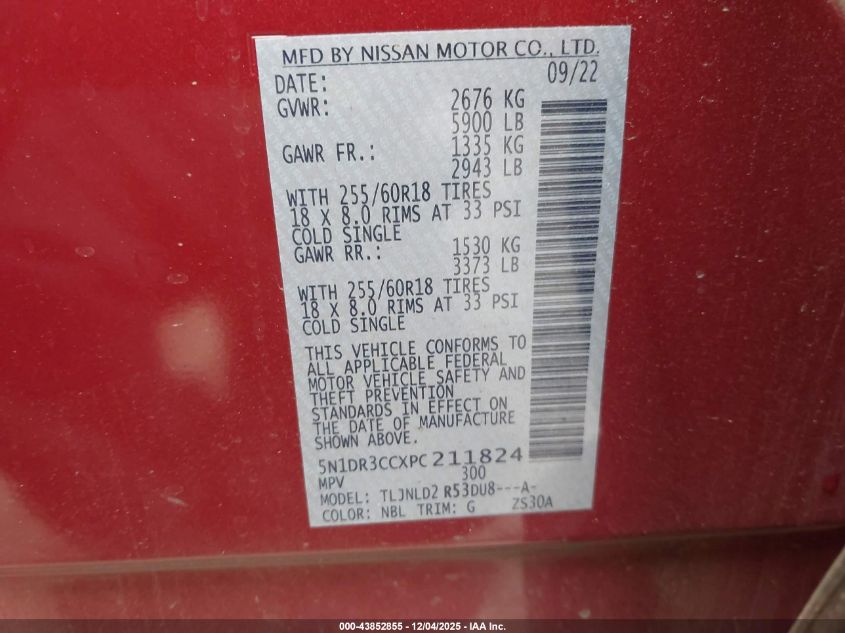 MFD BY NISSAN MOTOR CO., LTD.
DATE: 09/22
GVWR: 2676 KG
5900 LB
GAWR FR.: 1335 KG
2943 LB
WITH 255/60R18 TIRES
18 X 8.0 RIMS AT 33 PSI
COLD SINGLE
GAWR RR.: 1530 KG
3373 LB
WITH 255/60R18 TIRES
18 X 8.0 RIMS AT 33 PSI
COLD SINGLE
THIS VEHICLE CONFORMS TO
ALL APPLICABLE FEDERAL
MOTOR VEHICLE SAFETY AND
THEFT PREVENTION
STANDARDS IN EFFECT ON
THE DATE OF MANUFACTURE
SHOWN ABOVE.
5N1DR3CCXPC211824
MPV 300
MODEL: TLJNLD2 R53DU8---A-
COLOR: NBL TRIM: G ZS30A
000-43852855 - 12/04/2025 - IAA Inc.